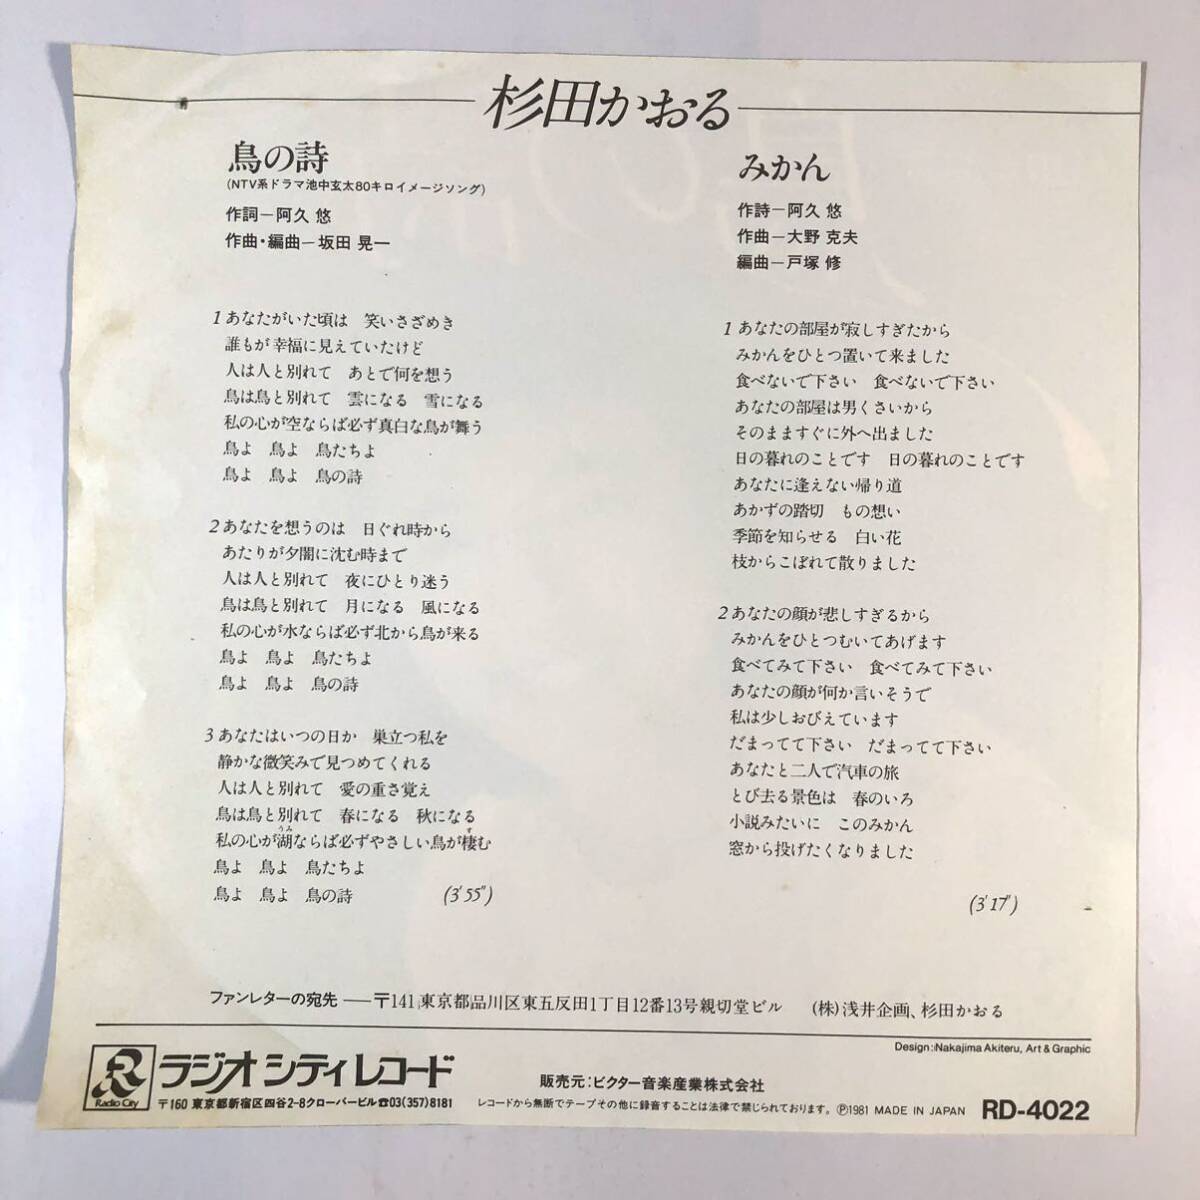 杉田かおる
鳥の詩
(NTV系ドラマ池中玄太80キロイメージソング)
作詞ー阿久 悠
作曲・編曲ー坂田 晃一
1 あなたがいた頃は 笑いさざめき
誰もが幸福に見えていたけど
人は人と別れて あとで何を想う
鳥は鳥と別れて 雲になる 雪になる
私の心が空ならば必ず真白な鳥が舞う
鳥よ 鳥よ 鳥たちよ
鳥よ 鳥よ 鳥の詩
2 あなたを想うのは 日ぐれ時から
あたりが夕闇に沈む時まで
人は人と別れて 夜にひとり迷う
鳥は鳥と別れて 月になる 風になる
私の心が水ならば必ず北から鳥が来る
鳥よ 鳥よ 鳥たちよ
鳥よ 鳥よ 鳥の詩
3 あなたはいつの日か 巣立つ私を
静かな微笑みで見つめてくれる
人は人と別れて 愛の重さ覚え
鳥は鳥と別れて 春になる 秋になる
うみ す
私の心が湖ならば必ずやさしい鳥が棲む
鳥よ 鳥よ 鳥たちよ
鳥よ 鳥よ 鳥の詩 (3'55")
みかん
作詩ー阿久 悠
作曲ー大野 克夫
編曲ー戸塚 修
1 あなたの部屋が寂しすぎたから
みかんをひとつ置いて来ました
食べないで下さい 食べないで下さい
あなたの部屋は男くさいから
そのまますぐに外へ出ました
日の暮れのことです 日の暮れのことです
あなたに逢えない帰り道
あかずの踏切 もの想い
季節を知らせる 白い花
枝からこぼれて散りました
2 あなたの顔が悲しすぎるから
みかんをひとつむいてあげます
食べてみて下さい 食べてみて下さい
あなたの顔が何か言いそうで
私は少しおびえています
だまってて下さい だまってて下さい
あなたと二人で汽車の旅
とび去る景色は 春のいろ
小説みたいに このみかん
窓から投げたくなりました
(3'17")
ファンレターの宛先──〒141 東京都品川区東五反田1丁目12番13号親切堂ビル (株)浅井企画、杉田かおる
Design:Nakajima Akiteru, Art & Graphic
R Radio City
ラジオシティレコード
〒160 東京都新宿区四谷2-8クローバービル☎03(357)8181
販売元:ビクター音楽産業株式会社
レコードから無断でテープその他に録音することは法律で禁じられております。Ⓟ1981 MADE IN JAPAN RD-4022